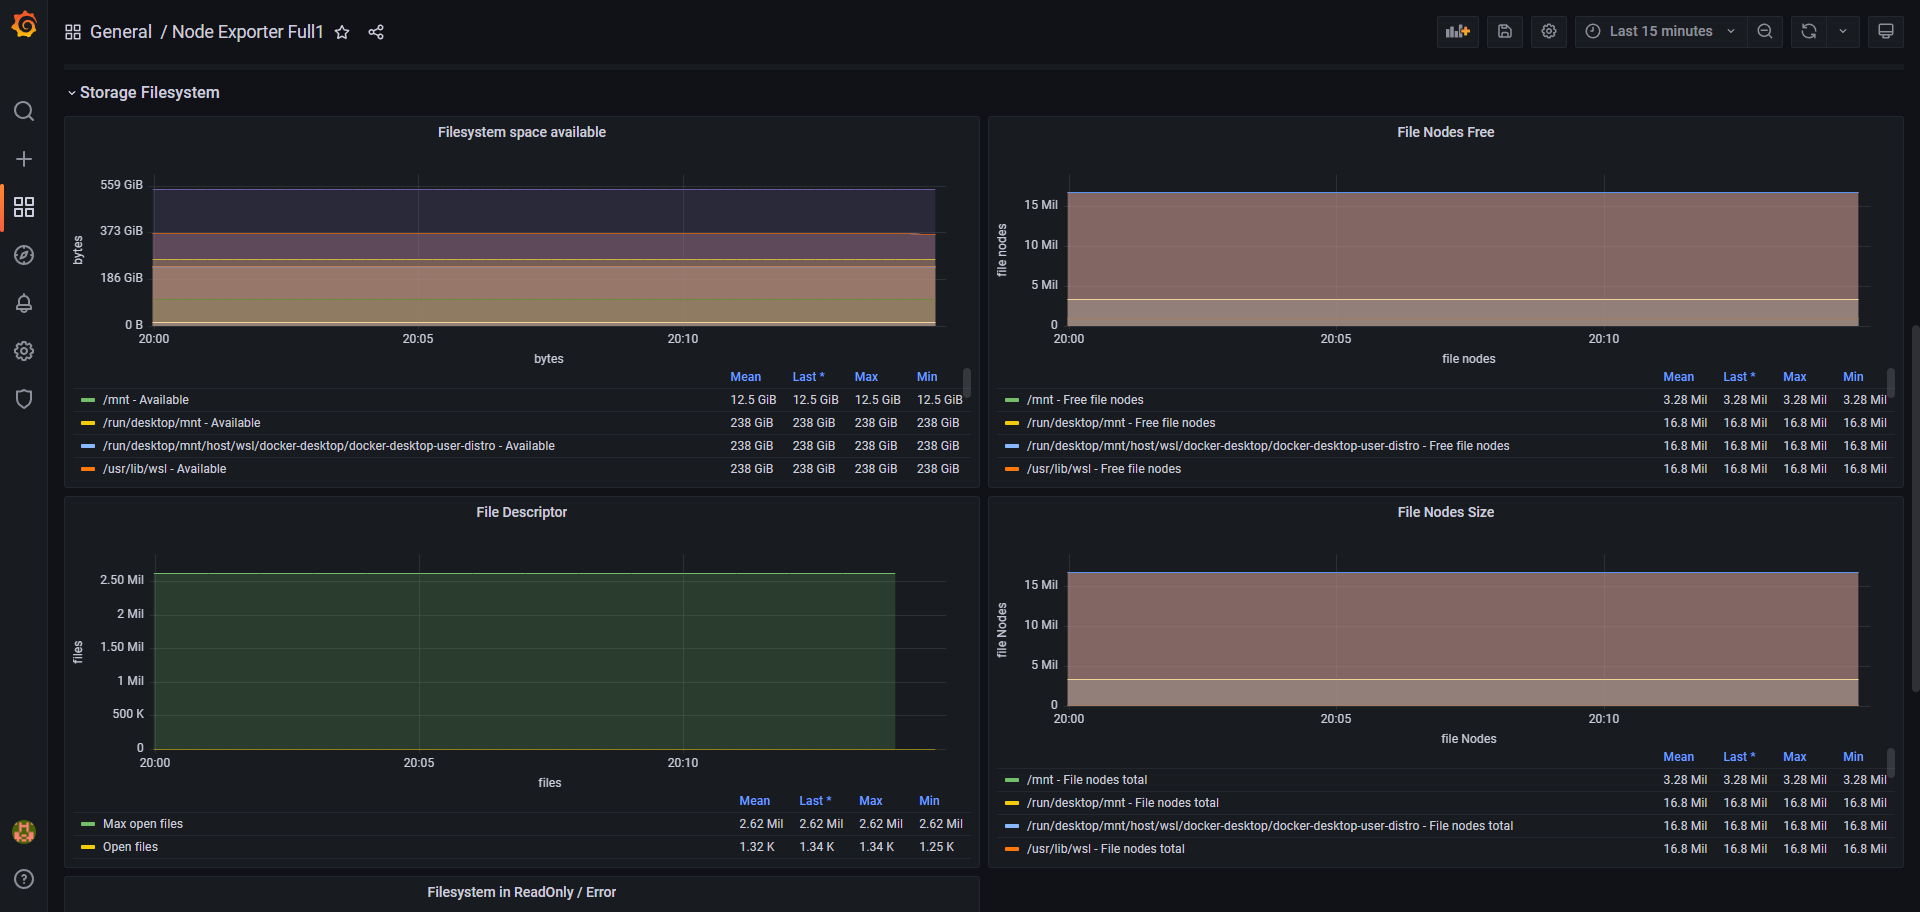 General / Node Exporter Full1
Last 15 minutes
Storage Filesystem
Filesystem space available
559 GiB
373 GiB
186 GiB
0 B
bytes
20:00 20:05 20:10
bytes
Mean Last * Max Min
/mnt - Available 12.5 GiB 12.5 GiB 12.5 GiB 12.5 GiB
/run/desktop/mnt - Available 238 GiB 238 GiB 238 GiB 238 GiB
/run/desktop/mnt/host/wsl/docker-desktop/docker-desktop-user-distro - Available 238 GiB 238 GiB 238 GiB 238 GiB
/usr/lib/wsl - Available 238 GiB 238 GiB 238 GiB 238 GiB
File Nodes Free
15 Mil
10 Mil
5 Mil
0
file nodes
20:00 20:05 20:10
file nodes
Mean Last * Max Min
/mnt - Free file nodes 3.28 Mil 3.28 Mil 3.28 Mil 3.28 Mil
/run/desktop/mnt - Free file nodes 16.8 Mil 16.8 Mil 16.8 Mil 16.8 Mil
/run/desktop/mnt/host/wsl/docker-desktop/docker-desktop-user-distro - Free file nodes 16.8 Mil 16.8 Mil 16.8 Mil 16.8 Mil
/usr/lib/wsl - Free file nodes 16.8 Mil 16.8 Mil 16.8 Mil 16.8 Mil
File Descriptor
2.50 Mil
2 Mil
1.50 Mil
1 Mil
500 K
0
files
20:00 20:05 20:10
files
Mean Last * Max Min
Max open files 2.62 Mil 2.62 Mil 2.62 Mil 2.62 Mil
Open files 1.32 K 1.34 K 1.34 K 1.25 K
File Nodes Size
15 Mil
10 Mil
5 Mil
0
file Nodes
20:00 20:05 20:10
file Nodes
Mean Last * Max Min
/mnt - File nodes total 3.28 Mil 3.28 Mil 3.28 Mil 3.28 Mil
/run/desktop/mnt - File nodes total 16.8 Mil 16.8 Mil 16.8 Mil 16.8 Mil
/run/desktop/mnt/host/wsl/docker-desktop/docker-desktop-user-distro - File nodes total 16.8 Mil 16.8 Mil 16.8 Mil 16.8 Mil
/usr/lib/wsl - File nodes total 16.8 Mil 16.8 Mil 16.8 Mil 16.8 Mil
Filesystem in ReadOnly / Error